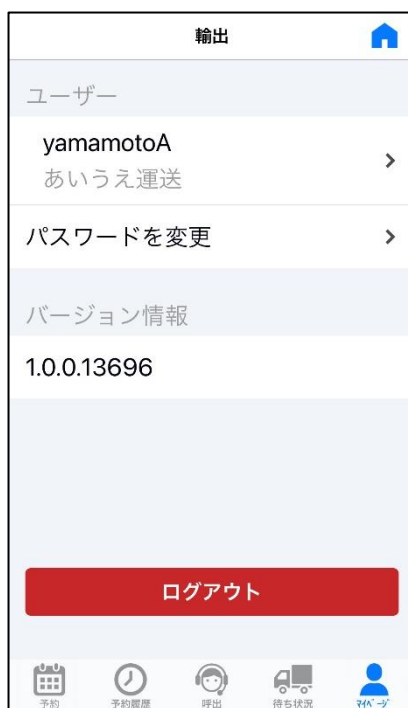 輸出
ユーザー
yamamotoA
あいうえ運送
パスワードを変更
バージョン情報
1.0.0.13696
ログアウト
予約
予約履歴
呼出
待ち状況
ﾏｲﾍﾟｰｼﾞ